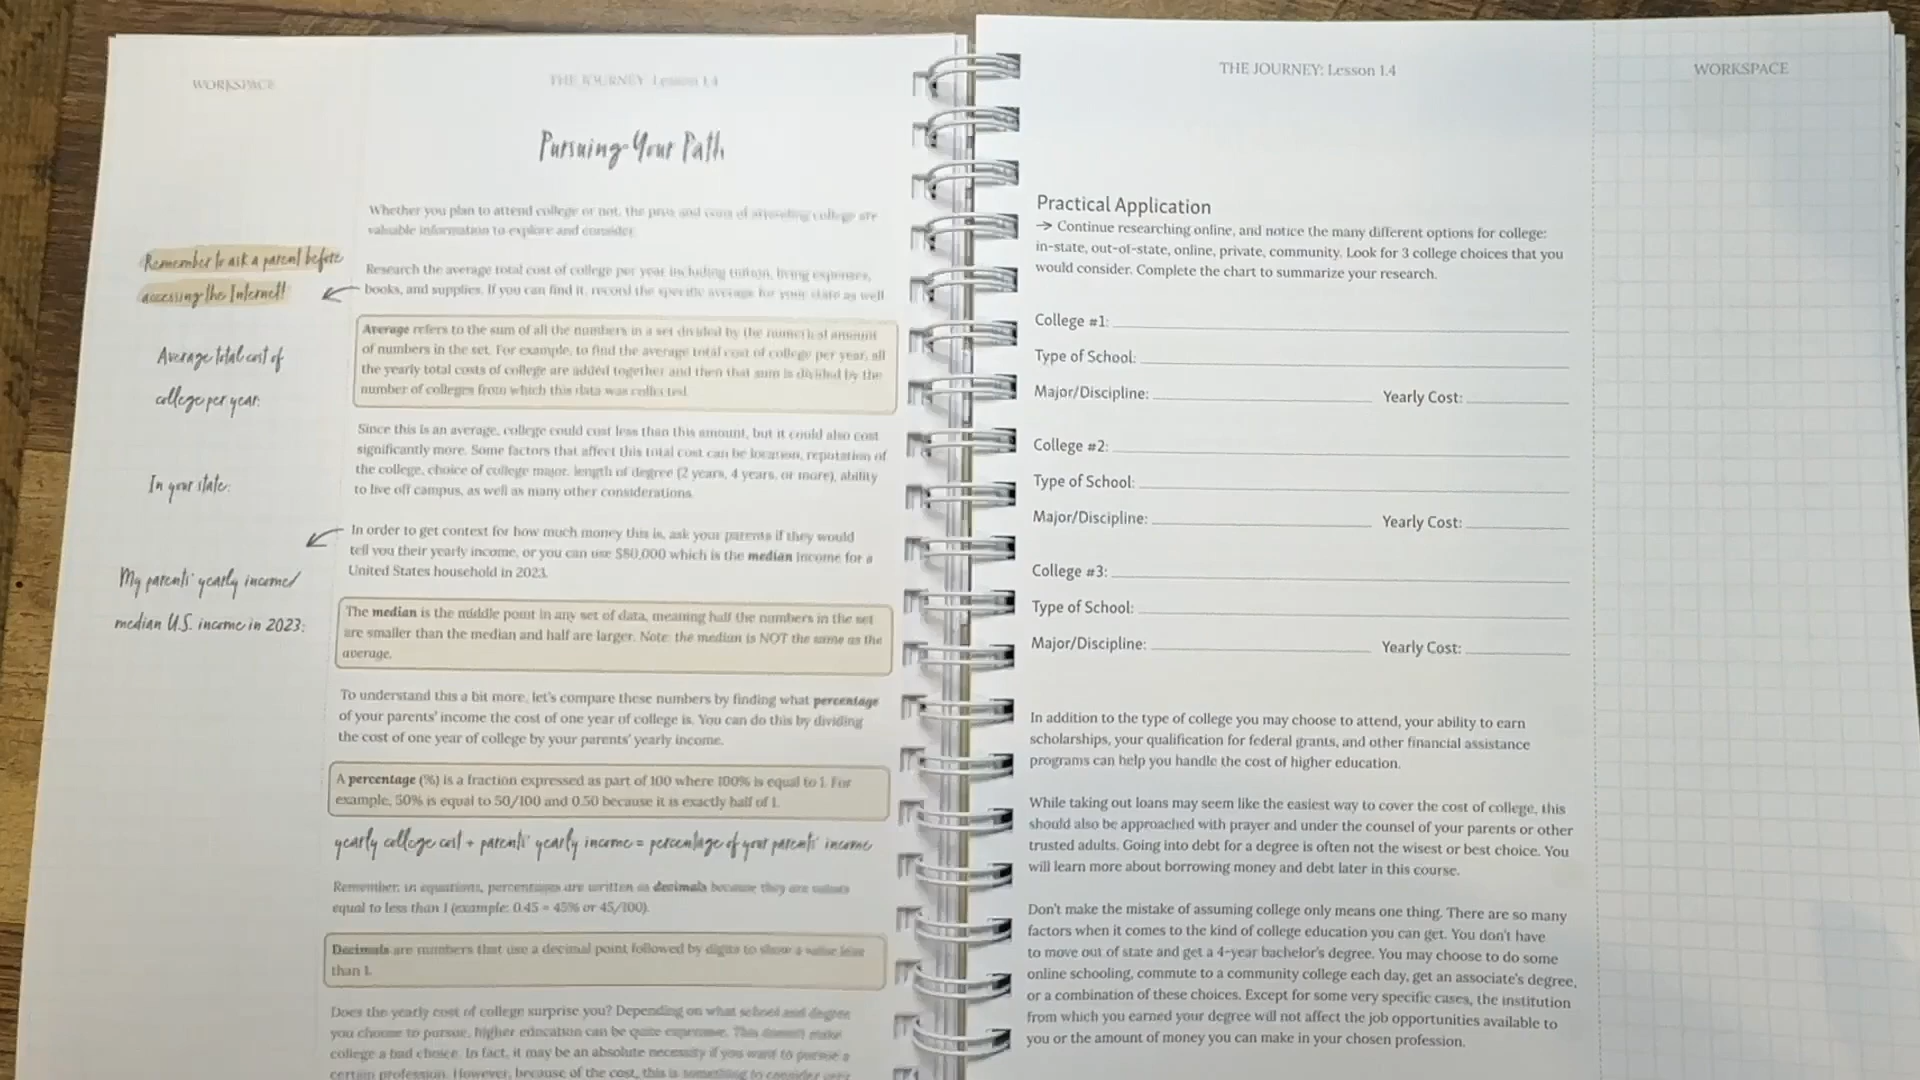 WORKSPACE
THE JOURNEY: Lesson 1.4
Pursuing Your Path
Whether you plan to attend college or not, the pros and cons of attending college are
valuable information to explore and consider.
Remember to ask a parent before
accessing the Internet!
Research the average total cost of college per year including tuition, living expenses,
books, and supplies. If you can find it, record the specific average for your state as well
Average refers to the sum of all the numbers in a set divided by the numerical amount
of numbers in the set. For example, to find the average total cost of college per year, all
the yearly total costs of college are added together and then that sum is divided by the
number of colleges from which this data was collected.
Average total cost of
college per year:
Since this is an average, college could cost less than this amount, but it could also cost
significantly more. Some factors that affect this total cost can be location, reputation of
the college, choice of college major, length of degree (2 years, 4 years, or more), ability
to live off campus, as well as many other considerations.
In your state:
In order to get context for how much money this is, ask your parents if they would
tell you their yearly income, or you can use $80,000 which is the median income for a
United States household in 2023.
My parents' yearly income/
median U.S. income in 2023:
The median is the middle point in any set of data, meaning half the numbers in the set
are smaller than the median and half are larger. Note: the median is NOT the same as the
average.
To understand this a bit more, let's compare these numbers by finding what percentage
of your parents' income the cost of one year of college is. You can do this by dividing
the cost of one year of college by your parents' yearly income.
A percentage (%) is a fraction expressed as part of 100 where 100% is equal to 1. For
example, 50% is equal to 50/100 and 0.50 because it is exactly half of 1.
yearly college cost ÷ parents' yearly income = percentage of your parents' income
Remember, in equations, percentages are written as decimals because they are values
equal to less than 1 (example: 0.45 = 45% or 45/100).
Decimals are numbers that use a decimal point followed by digits to show a value less
than 1.
Does the yearly cost of college surprise you? Depending on what school and degree
you choose to pursue, higher education can be quite expensive. This doesn't make
college a bad choice. In fact, it may be an absolute necessity if you want to pursue a
certain profession. However, because of the cost, this is something to consider very
THE JOURNEY: Lesson 1.4
WORKSPACE
Practical Application
→ Continue researching online, and notice the many different options for college:
in-state, out-of-state, online, private, community. Look for 3 college choices that you
would consider. Complete the chart to summarize your research.
College #1:
Type of School:
Major/Discipline: Yearly Cost:
College #2:
Type of School:
Major/Discipline: Yearly Cost:
College #3:
Type of School:
Major/Discipline: Yearly Cost:
In addition to the type of college you may choose to attend, your ability to earn
scholarships, your qualification for federal grants, and other financial assistance
programs can help you handle the cost of higher education.
While taking out loans may seem like the easiest way to cover the cost of college, this
should also be approached with prayer and under the counsel of your parents or other
trusted adults. Going into debt for a degree is often not the wisest or best choice. You
will learn more about borrowing money and debt later in this course.
Don't make the mistake of assuming college only means one thing. There are so many
factors when it comes to the kind of college education you can get. You don't have
to move out of state and get a 4-year bachelor's degree. You may choose to do some
online schooling, commute to a community college each day, get an associate's degree,
or a combination of these choices. Except for some very specific cases, the institution
from which you earned your degree will not affect the job opportunities available to
you or the amount of money you can make in your chosen profession.